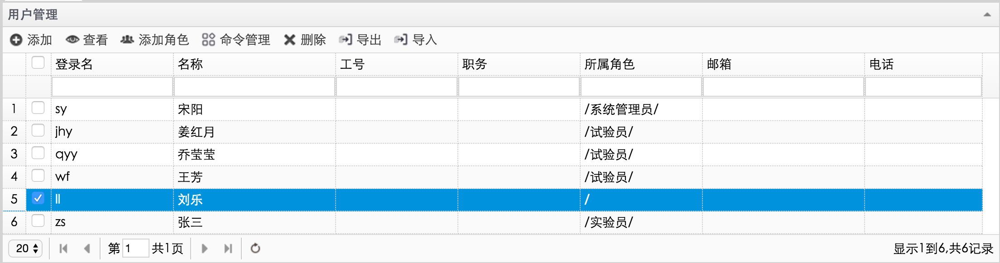 用户管理
添加 查看 添加角色 命令管理 删除 导出 导入
登录名 名称 工号 职务 所属角色 邮箱 电话
1 sy 宋阳 /系统管理员/
2 jhy 姜红月 /试验员/
3 qyy 乔莹莹 /试验员/
4 wf 王芳 /试验员/
5 ll 刘乐 /
6 zs 张三 /实验员/
20 第 1 共1页 显示1到6,共6记录